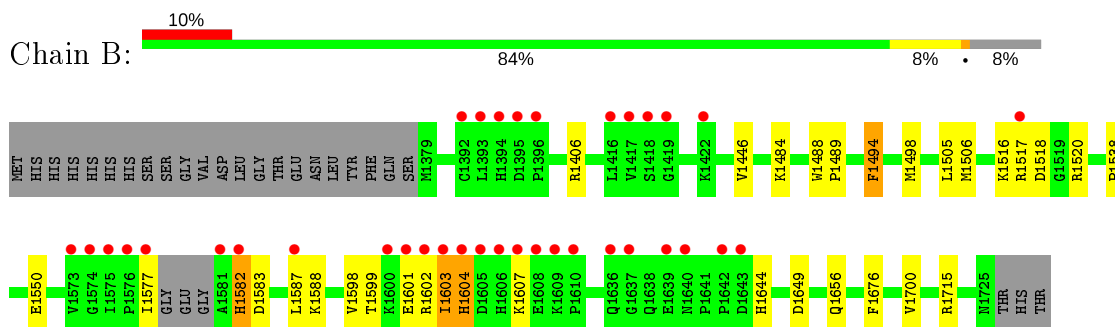 10%
Chain B:
84% 8% • 8%
MET HIS HIS HIS HIS HIS HIS SER SER GLY VAL ASP LEU GLY THR GLU ASN LEU TYR PHE GLN SER M1379 C1392 L1393 H1394 D1395 P1396 R1406 L1416 V1417 S1418 G1419 K1422 V1446 K1484 W1488 P1489 F1494 M1498 L1505 M1506 K1516 R1517 D1518 G1519 R1520
E1550 V1573 G1574 I1575 P1576 I1577 GLY GLU GLY A1581 H1582 D1583 L1587 K1588 V1598 T1599 K1600 E1601 R1602 I1603 H1604 D1605 H1606 K1607 E1608 K1609 P1610 Q1636 G1637 Q1638 E1639 N1640 P1641 P1642 D1643 H1644 D1649 Q1656 F1676 V1700 R1715 N1725 THR HIS THR